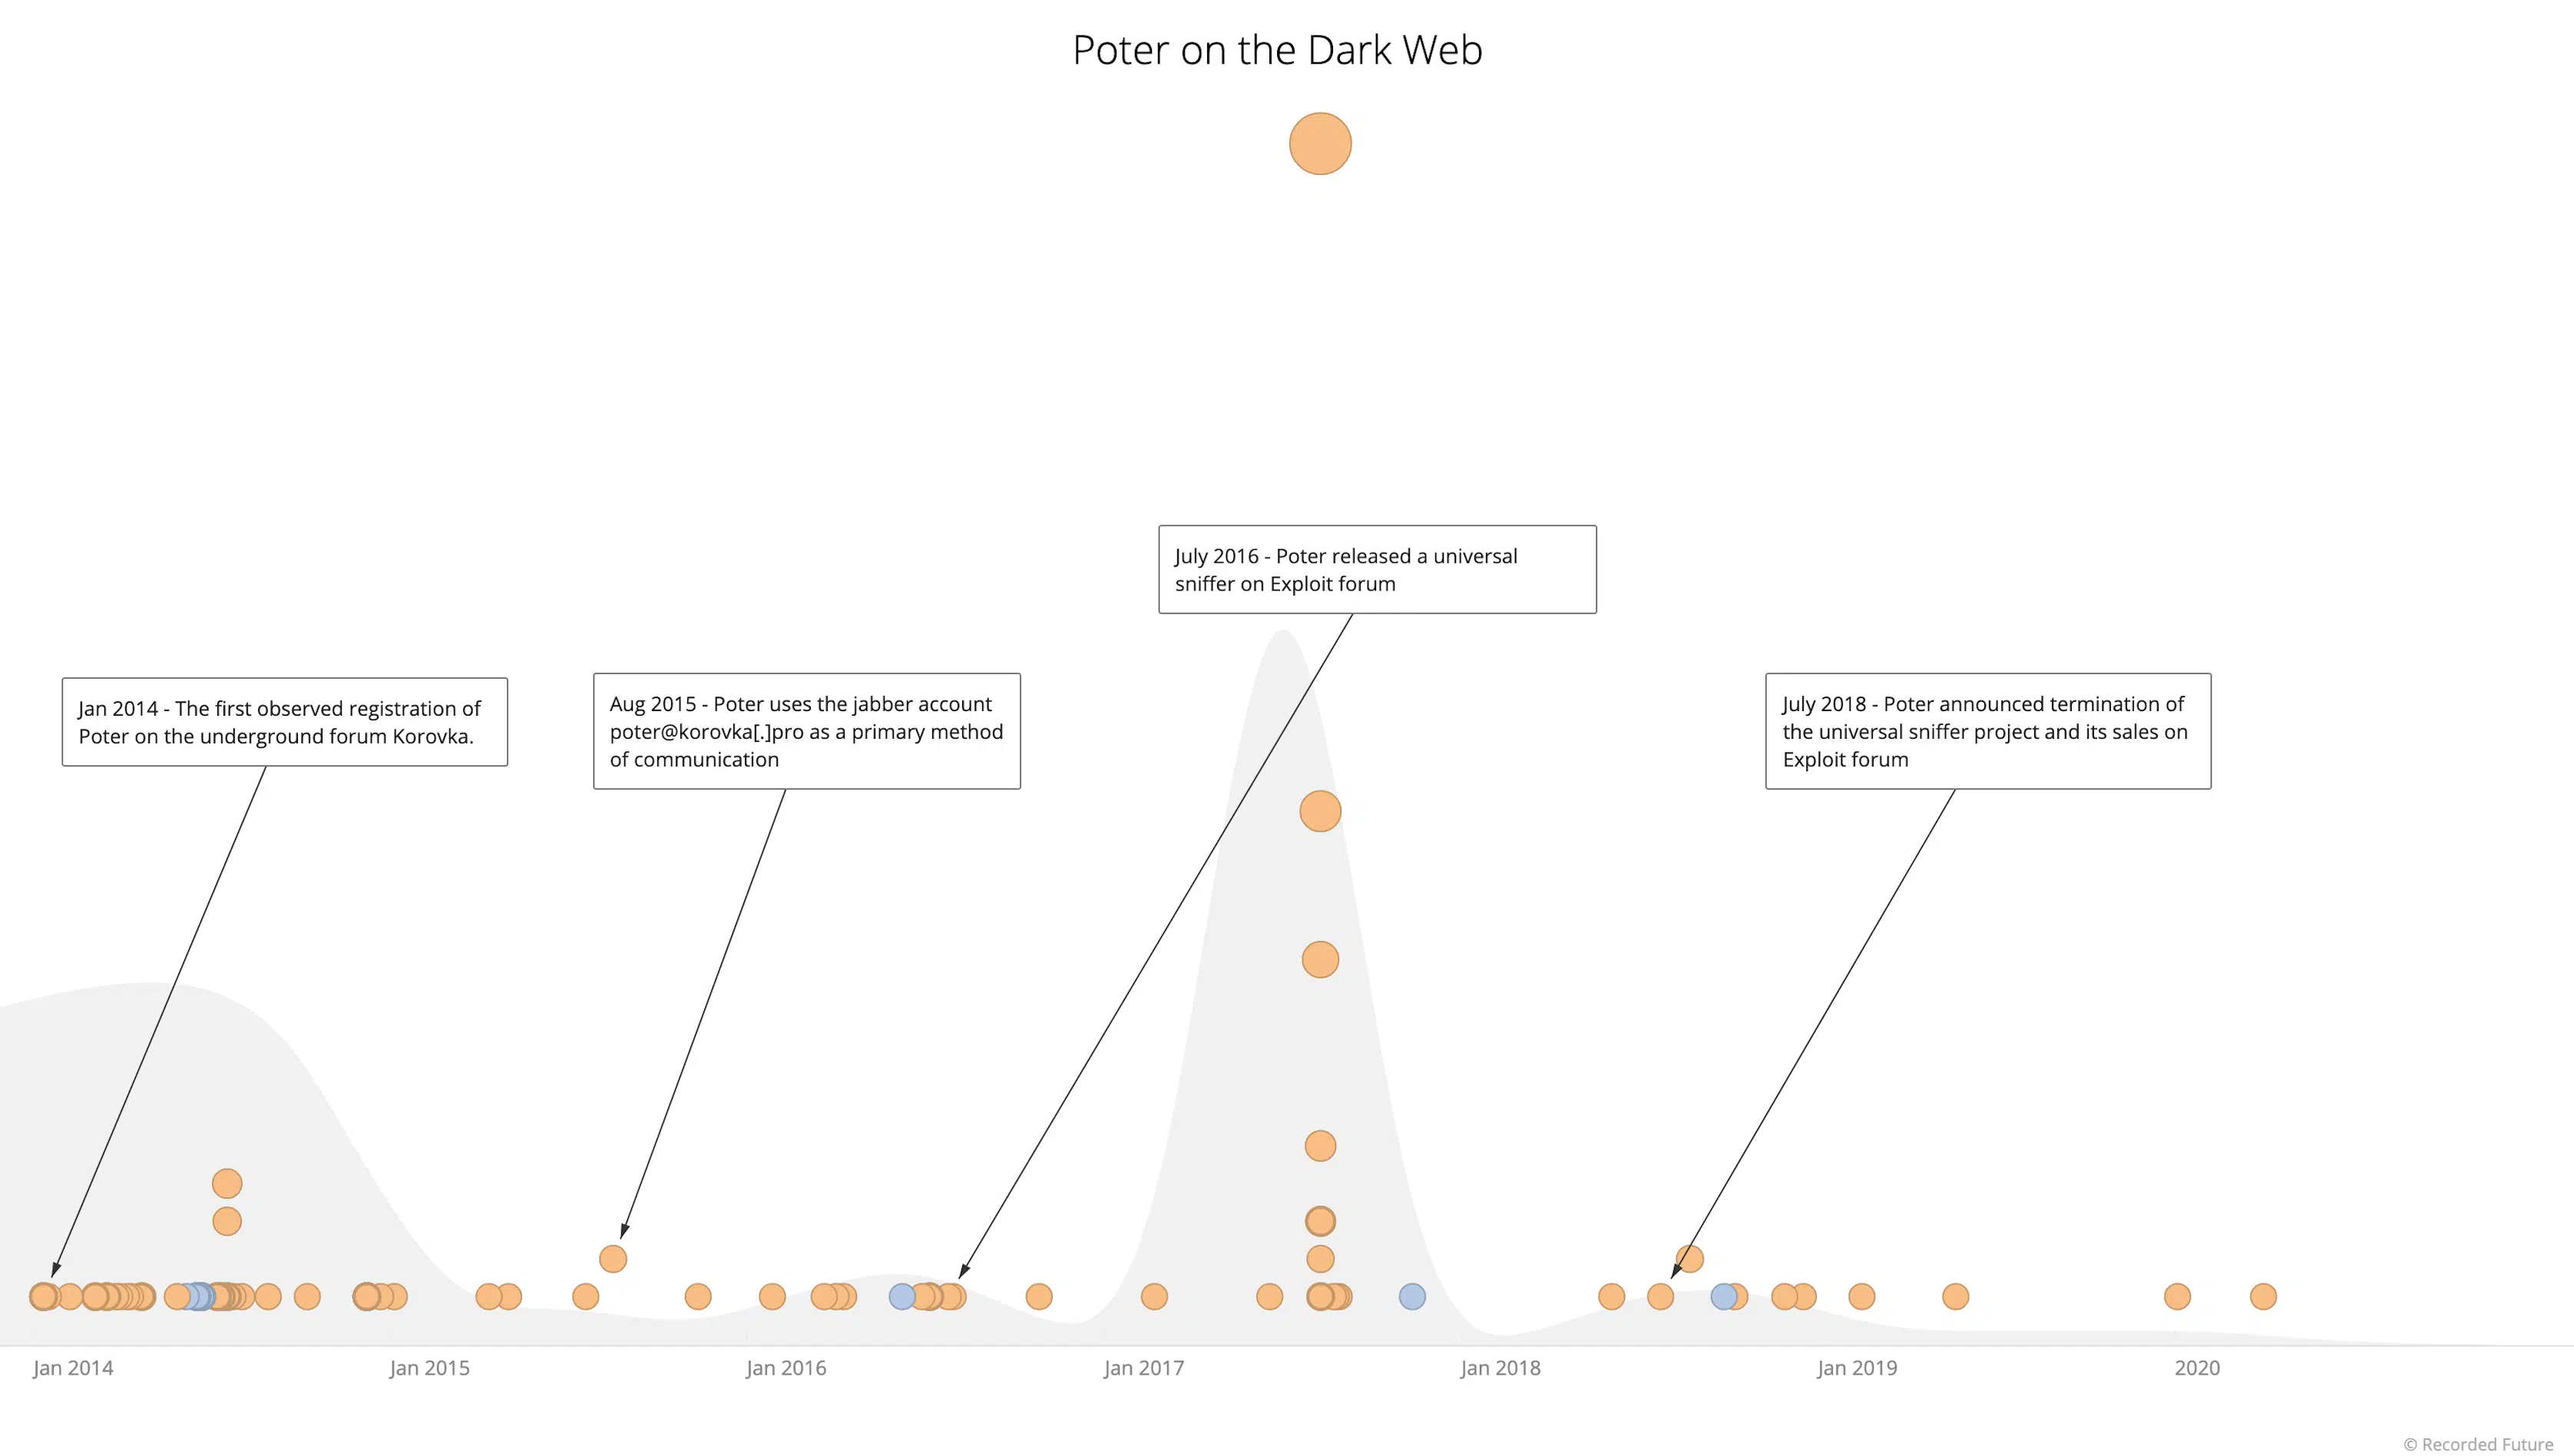 Poter on the Dark Web
July 2016 - Poter released a universal
sniffer on Exploit forum
Jan 2014 - The first observed registration of
Poter on the underground forum Korovka.
Aug 2015 - Poter uses the jabber account
poter@korovka[.]pro as a primary method
of communication
July 2018 - Poter announced termination of
the universal sniffer project and its sales on
Exploit forum
Jan 2014
Jan 2015
Jan 2016
Jan 2017
Jan 2018
Jan 2019
2020
© Recorded Future